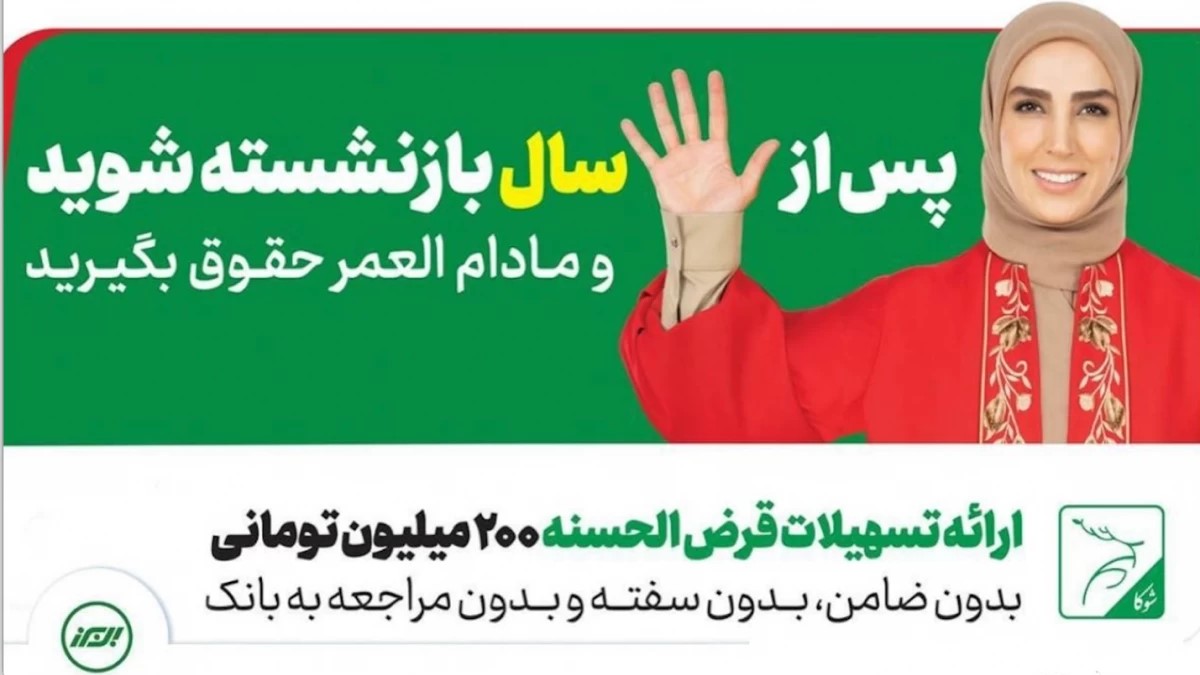 پس از سال بازنشسته شوید
و مادام العمر حقوق بگیرید
ارائه تسهیلات قرض الحسنه ۲۰۰ میلیون تومانی
بدون ضامن، بدون سفته و بدون مراجعه به بانک
شوکا